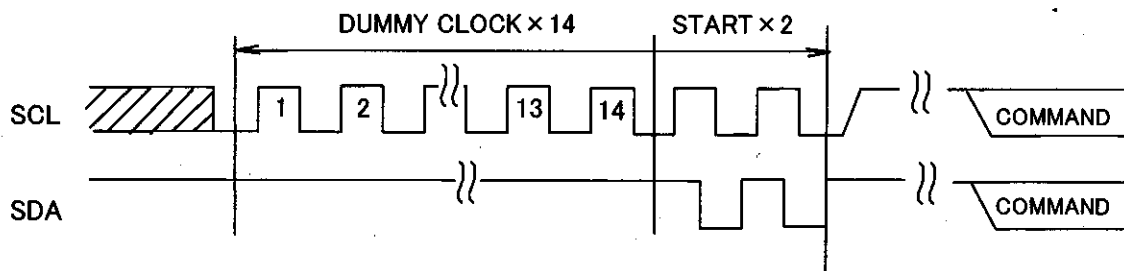 DUMMY CLOCK×14 START×2
SCL 1 2 13 14 COMMAND
SDA COMMAND